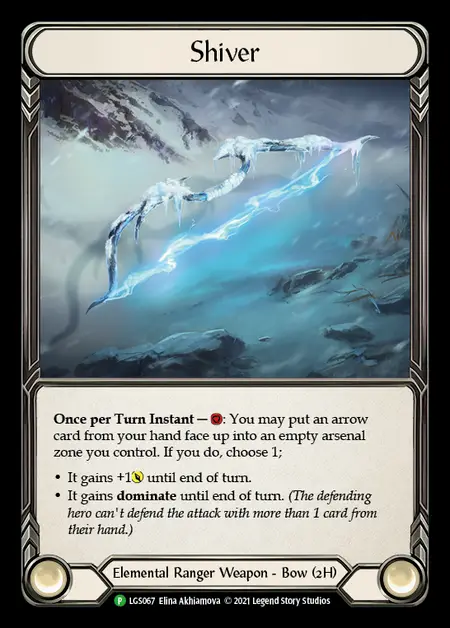 Shiver
Once per Turn Instant — : You may put an arrow
card from your hand face up into an empty arsenal
zone you control. If you do, choose 1;
• It gains +1 until end of turn.
• It gains dominate until end of turn. (The defending
hero can't defend the attack with more than 1 card from
their hand.)
Elemental Ranger Weapon - Bow (2H)
P LGS067 Elina Akhiamova © 2021 Legend Story Studios